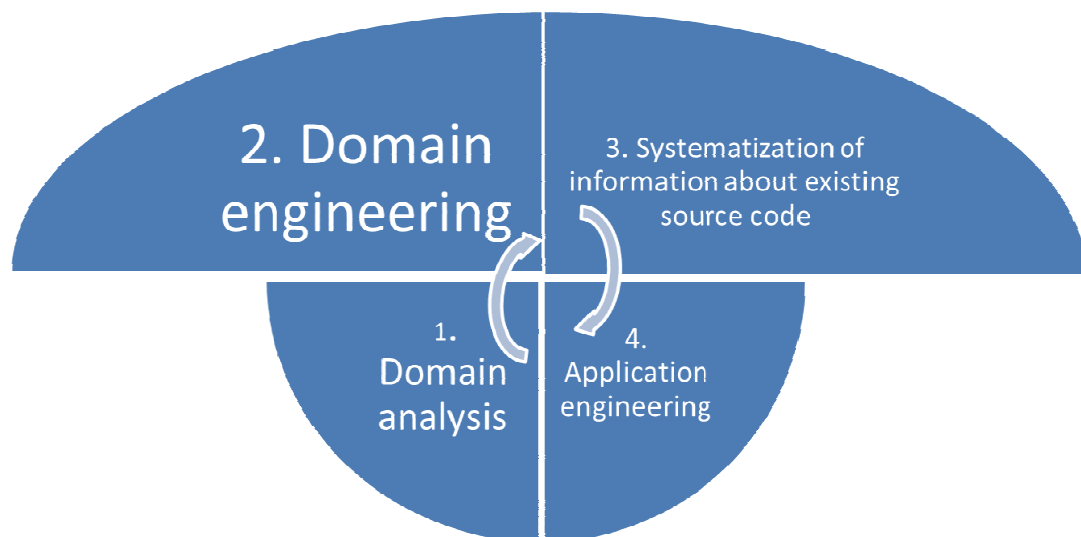 2. Domain
engineering
3. Systematization of
information about existing
source code
1.
Domain
analysis
4.
Application
engineering